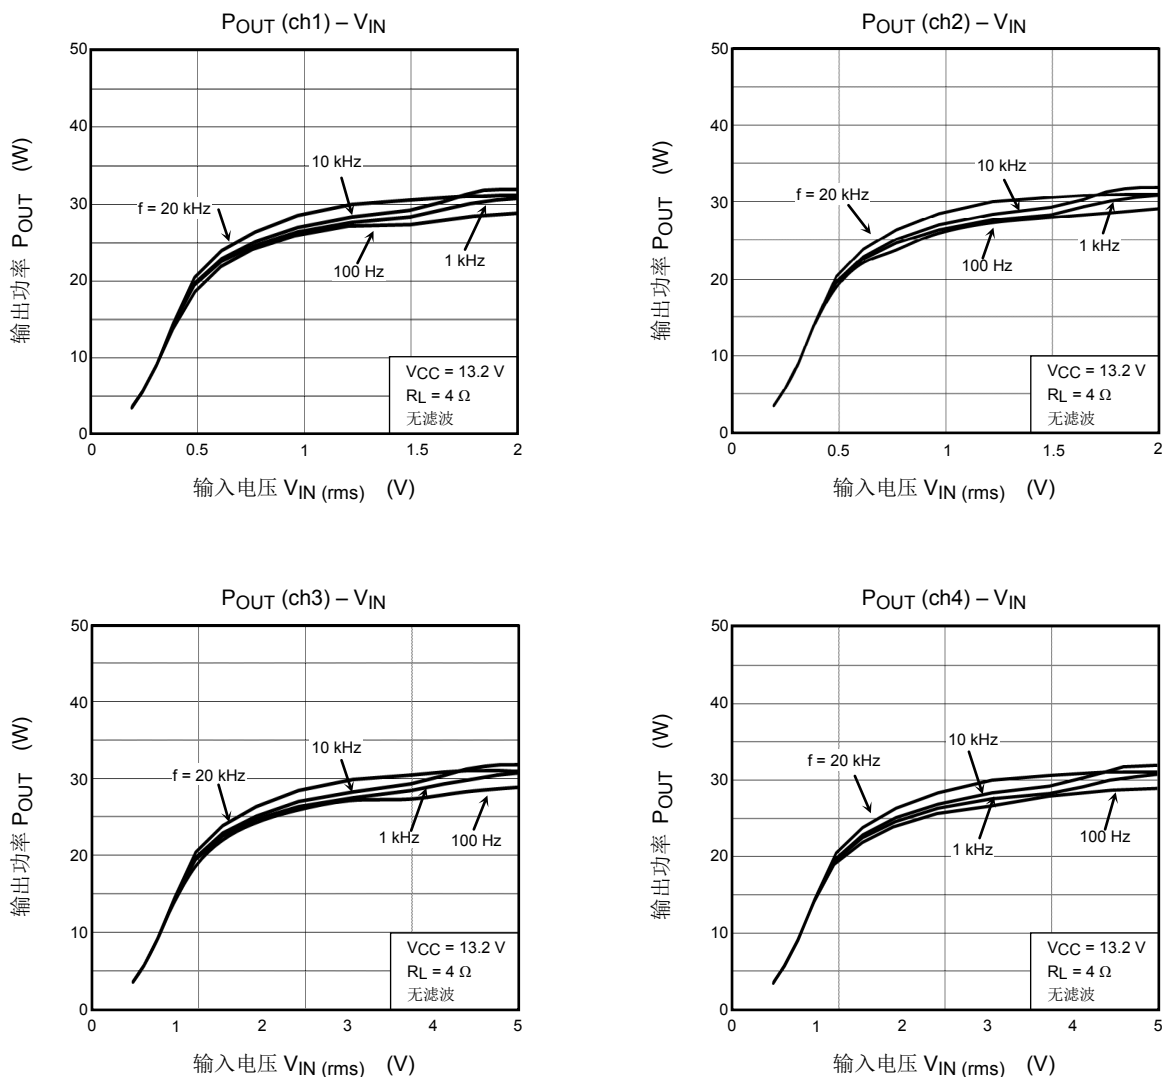 POUT (ch1) – VIN
50
40
30
20
10
0
输出功率 POUT (W)
f = 20 kHz
10 kHz
100 Hz
1 kHz
VCC = 13.2 V
RL = 4 Ω
无滤波
0
0.5
1
1.5
2
输入电压 VIN (rms) (V)
POUT (ch2) – VIN
50
40
30
20
10
0
输出功率 POUT (W)
f = 20 kHz
10 kHz
100 Hz
1 kHz
VCC = 13.2 V
RL = 4 Ω
无滤波
0
0.5
1
1.5
2
输入电压 VIN (rms) (V)
POUT (ch3) – VIN
50
40
30
20
10
0
输出功率 POUT (W)
f = 20 kHz
10 kHz
1 kHz
100 Hz
VCC = 13.2 V
RL = 4 Ω
无滤波
0
1
2
3
4
5
输入电压 VIN (rms) (V)
POUT (ch4) – VIN
50
40
30
20
10
0
输出功率 POUT (W)
f = 20 kHz
10 kHz
1 kHz
100 Hz
VCC = 13.2 V
RL = 4 Ω
无滤波
0
1
2
3
4
5
输入电压 VIN (rms) (V)